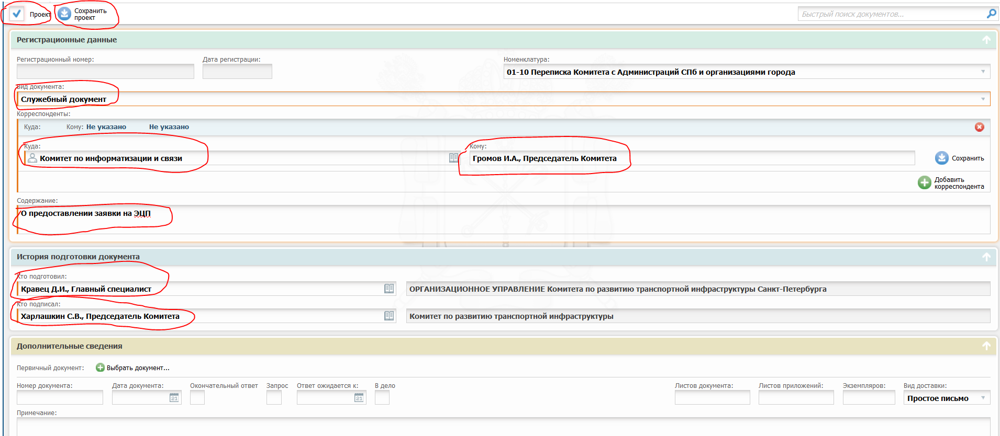 Проект
Сохранить проект
Быстрый поиск документов...
Регистрационные данные
Регистрационный номер:
Дата регистрации:
Номенклатура:
01-10 Переписка Комитета с Администраций СПб и организациями города
Вид документа:
Служебный документ
Корреспонденты:
Куда: Кому: Не указано Не указано
Куда:
Комитет по информатизации и связи
Кому:
Громов И.А., Председатель Комитета
Сохранить
Добавить корреспондента
Содержание:
О предоставлении заявки на ЭЦП
История подготовки документа
Кто подготовил:
Кравец Д.И., Главный специалист
ОРГАНИЗАЦИОННОЕ УПРАВЛЕНИЕ Комитета по развитию транспортной инфраструктуры Санкт-Петербурга
Кто подписал:
Харлашкин С.В., Председатель Комитета
Комитет по развитию транспортной инфраструктуры
Дополнительные сведения
Первичный документ: Выбрать документ...
Номер документа: Дата документа: Окончательный ответ Запрос Ответ ожидается к: В дело Листов документа: Листов приложений: Экземпляров: Вид доставки:
21 21 Простое письмо
Примечание: